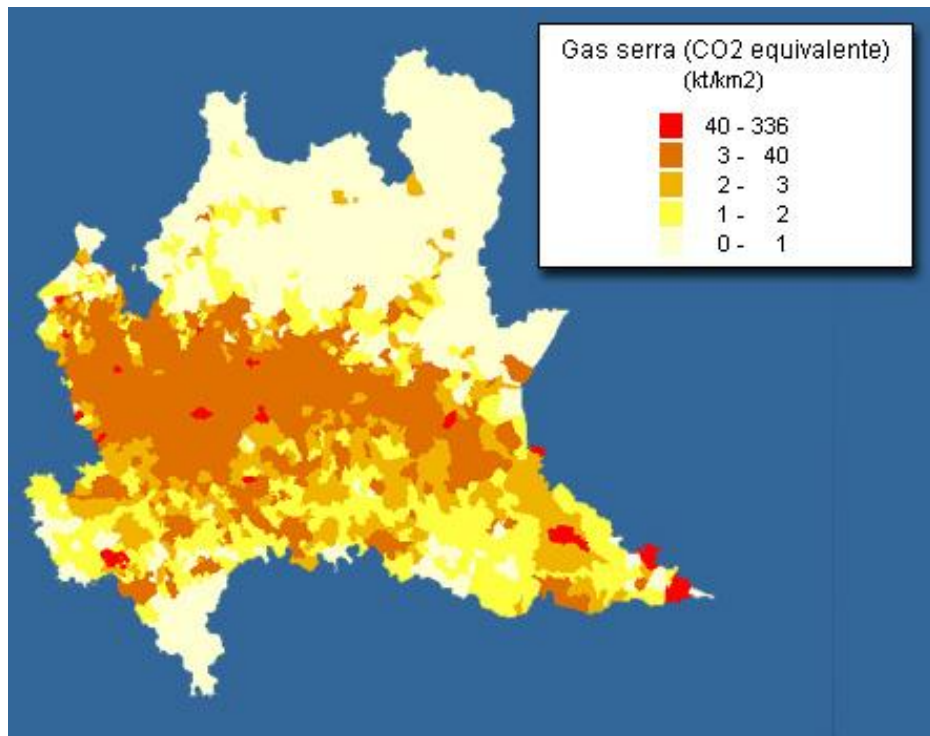 Gas serra (CO2 equivalente)
(kt/km2)
40 - 336
3 - 40
2 - 3
1 - 2
0 - 1